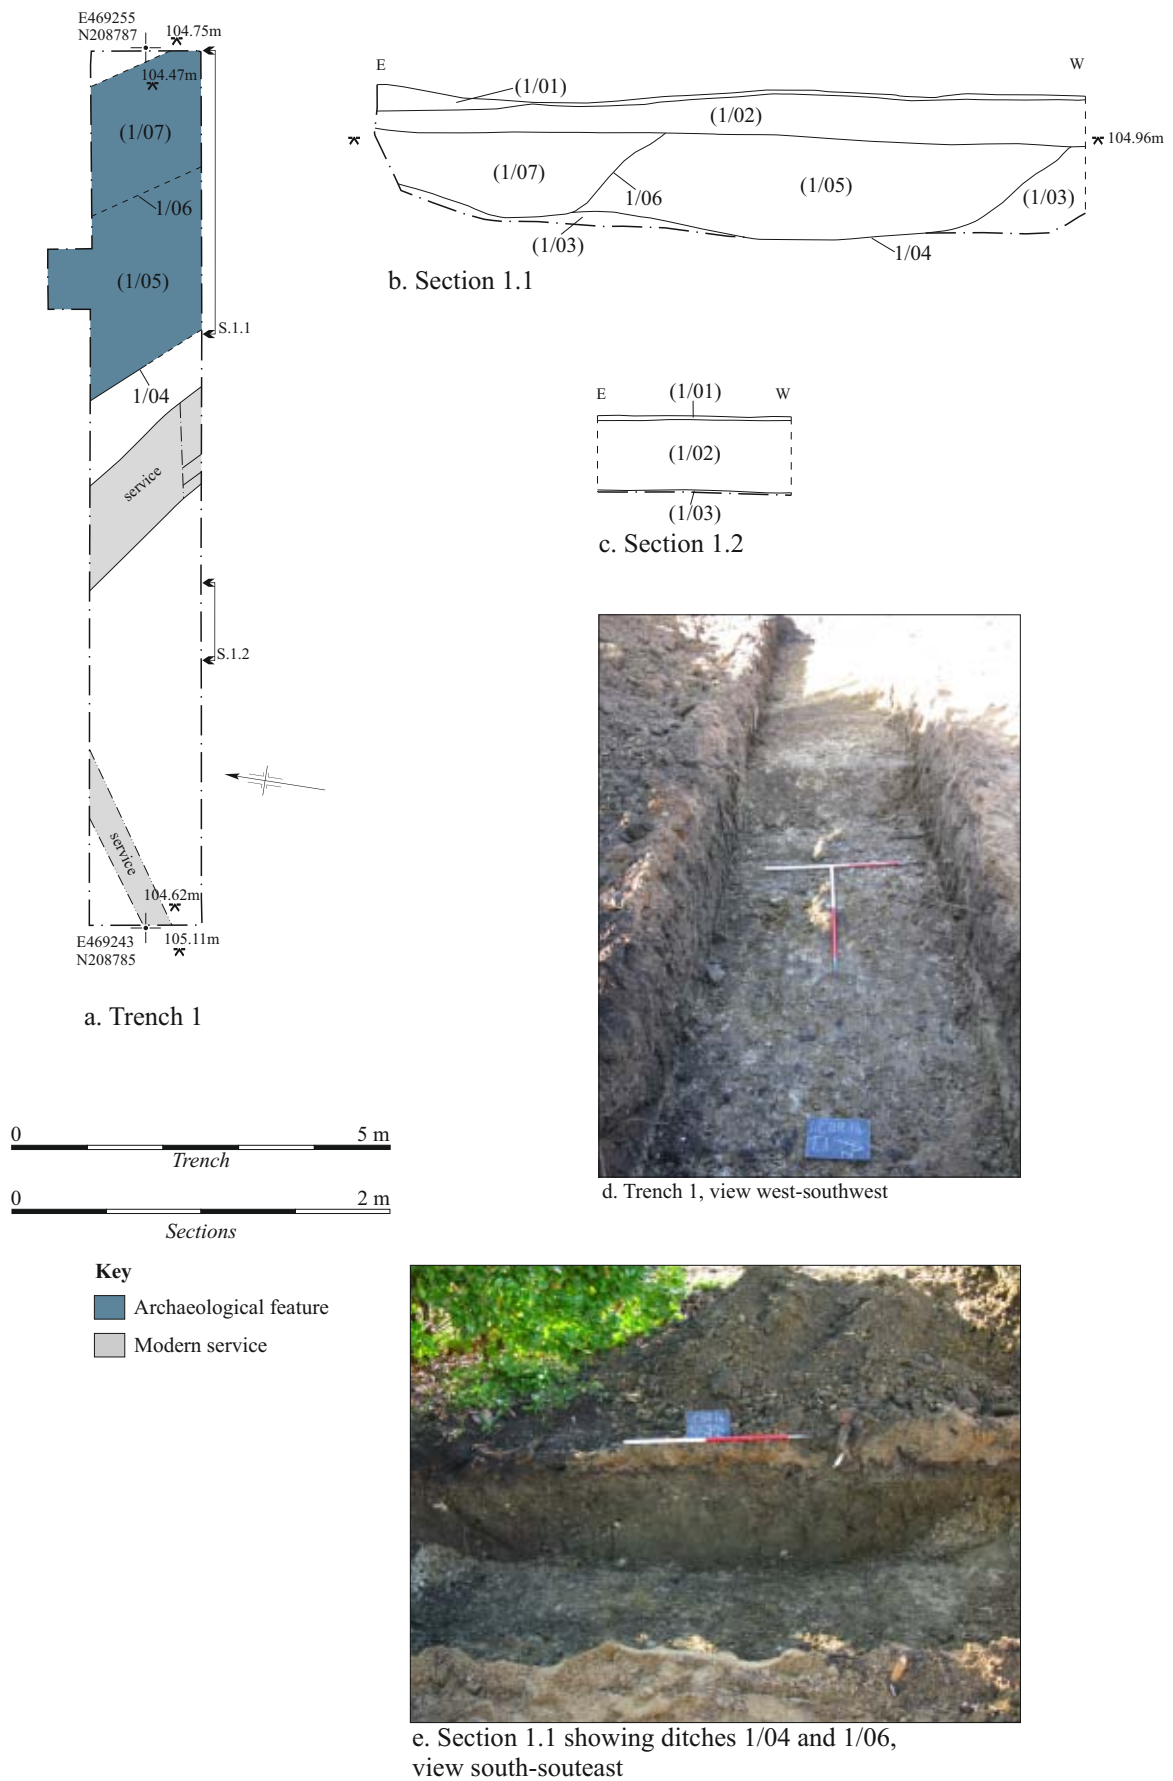 E469255
N208787
104.75m
104.47m
(1/07)
1/06
(1/05)
S.1.1
1/04
service
S.1.2
service
104.62m
E469243
N208785
105.11m
a. Trench 1
E
W
(1/01)
(1/02)
104.96m
(1/07)
1/06
(1/05)
(1/03)
(1/03)
1/04
b. Section 1.1
E
(1/01)
W
(1/02)
(1/03)
c. Section 1.2
d. Trench 1, view west-southwest
0 5 m
Trench
0 2 m
Sections
Key
Archaeological feature
Modern service
e. Section 1.1 showing ditches 1/04 and 1/06,
view south-souteast